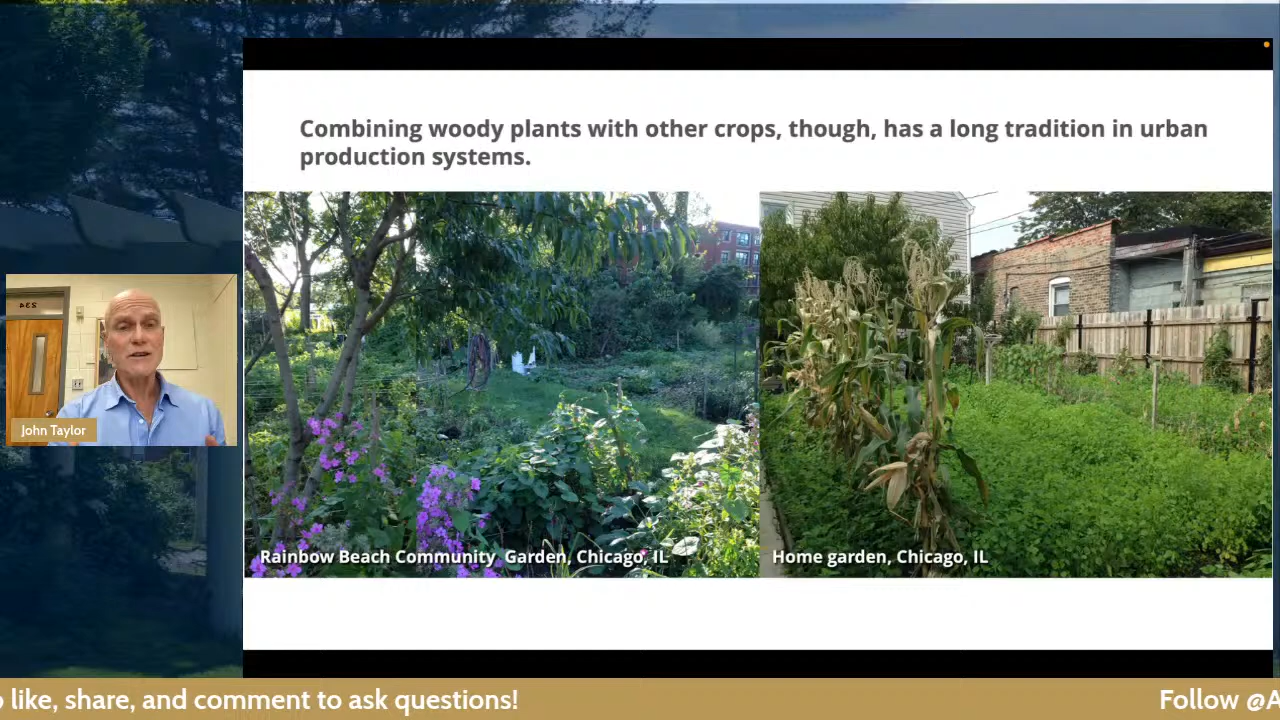 Combining woody plants with other crops, though, has a long tradition in urban
production systems.
John Taylor
Rainbow Beach Community Garden, Chicago, IL
Home garden, Chicago, IL
like, share, and comment to ask questions!
Follow @A